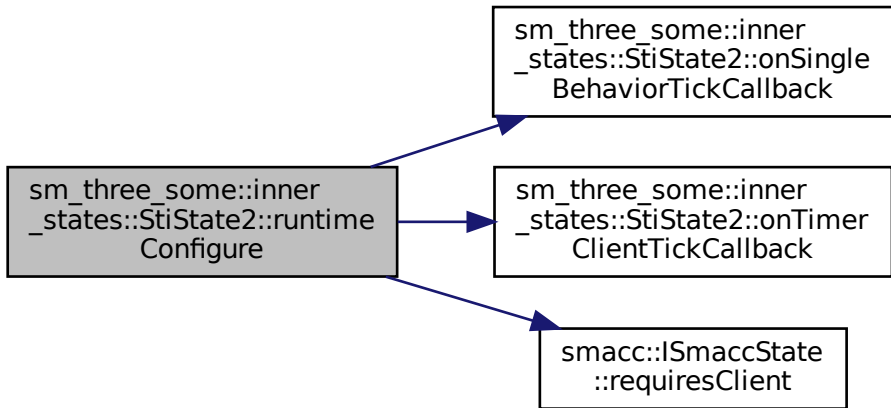 sm_three_some::inner
_states::StiState2::runtime
Configure
sm_three_some::inner
_states::StiState2::onSingle
BehaviorTickCallback
sm_three_some::inner
_states::StiState2::onTimer
ClientTickCallback
smacc::ISmaccState
::requiresClient